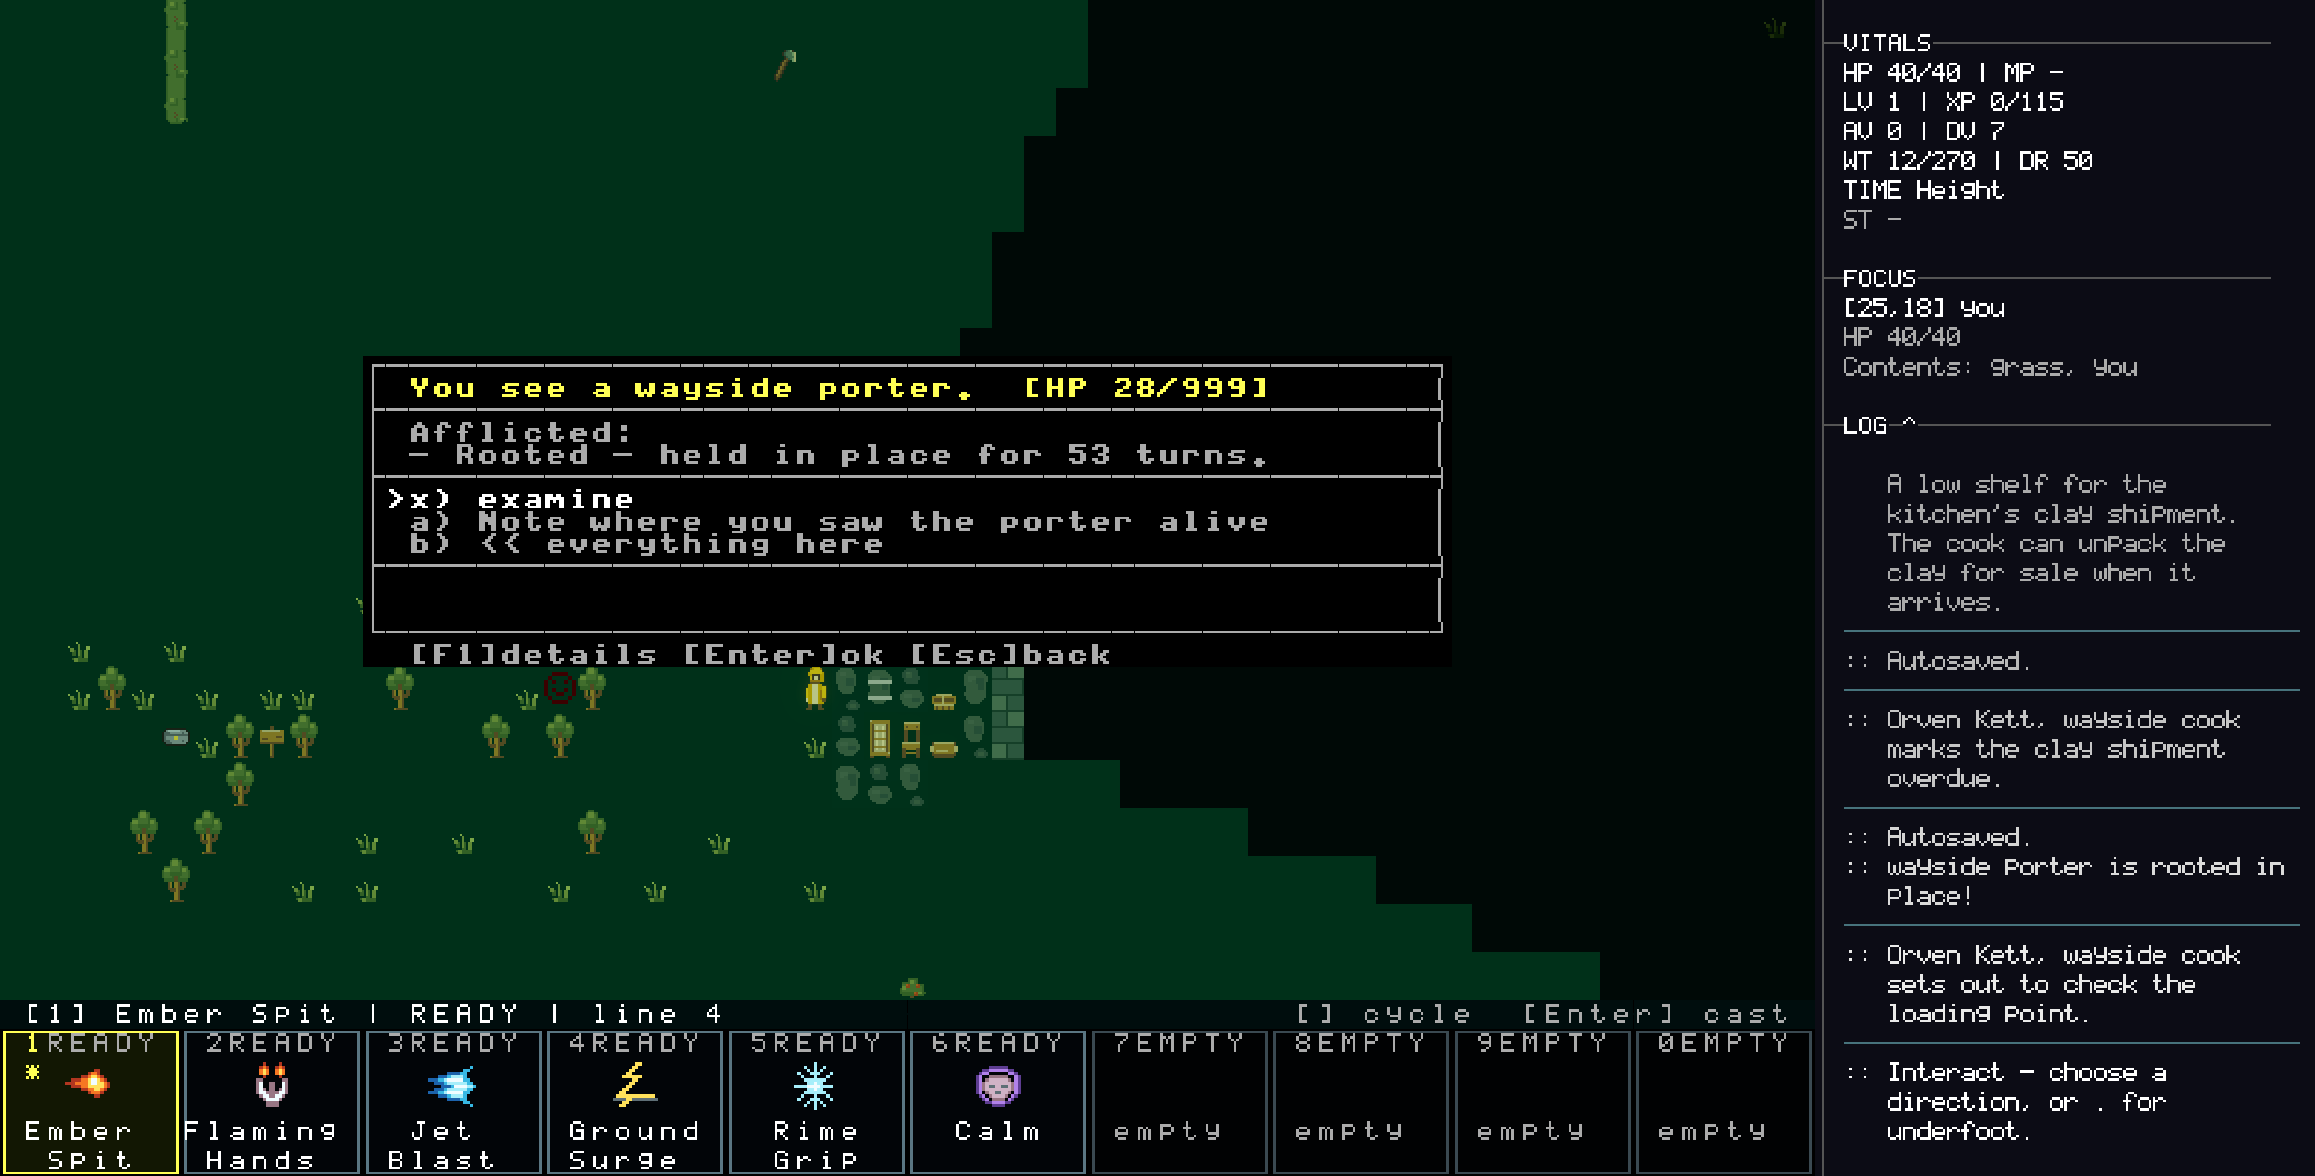 VITALS
HP 40/40 | MP -
LV 1 | XP 0/115
AV 0 | DV 7
WT 12/270 | DR 50
TIME Height
ST -
FOCUS
[25,18] you
HP 40/40
Contents: grass, you
LOG ^
A low shelf for the
kitchen's clay shipment.
The cook can unpack the
clay for sale when it
arrives.
:: Autosaved.
:: Orven Kett, wayside cook
marks the clay shipment
overdue.
:: Autosaved.
:: wayside porter is rooted in
place!
:: Orven Kett, wayside cook
sets out to check the
loading point.
:: Interact - choose a
direction, or . for
underfoot.
You see a wayside porter. [HP 28/999]
Afflicted:
- Rooted - held in place for 53 turns.
>x) examine
a) Note where you saw the porter alive
b) << everything here
[F1]details [Enter]ok [Esc]back
[1] Ember Spit | READY | line 4
[] cycle [Enter] cast
1READY 2READY 3READY 4READY 5READY 6READY 7EMPTY 8EMPTY 9EMPTY 0EMPTY
*
Ember Flaming Jet Ground Rime Calm empty empty empty empty
Spit Hands Blast Surge Grip